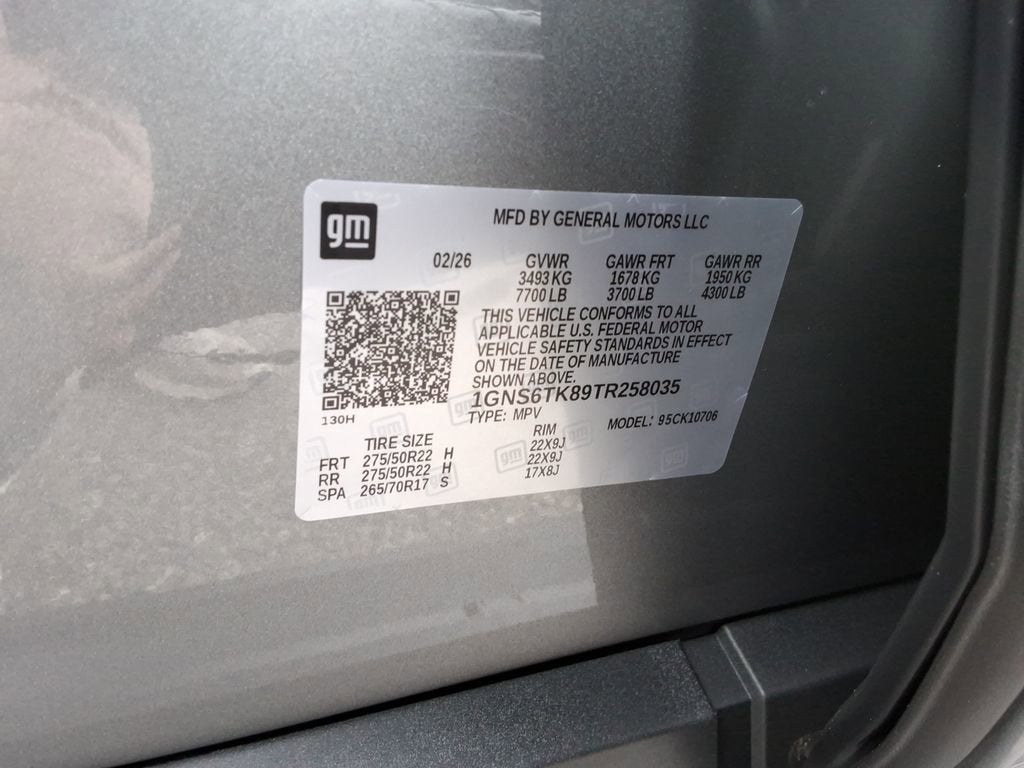 gm
MFD BY GENERAL MOTORS LLC
02/26 GVWR GAWR FRT GAWR RR
3493 KG 1678 KG 1950 KG
7700 LB 3700 LB 4300 LB
THIS VEHICLE CONFORMS TO ALL
APPLICABLE U.S. FEDERAL MOTOR
VEHICLE SAFETY STANDARDS IN EFFECT
ON THE DATE OF MANUFACTURE
SHOWN ABOVE.
1GNS6TK89TR258035
130H
TYPE: MPV MODEL: 95CK10706
TIRE SIZE RIM
FRT 275/50R22 H 22X9J
RR 275/50R22 H 22X9J
SPA 265/70R17 S 17X8J